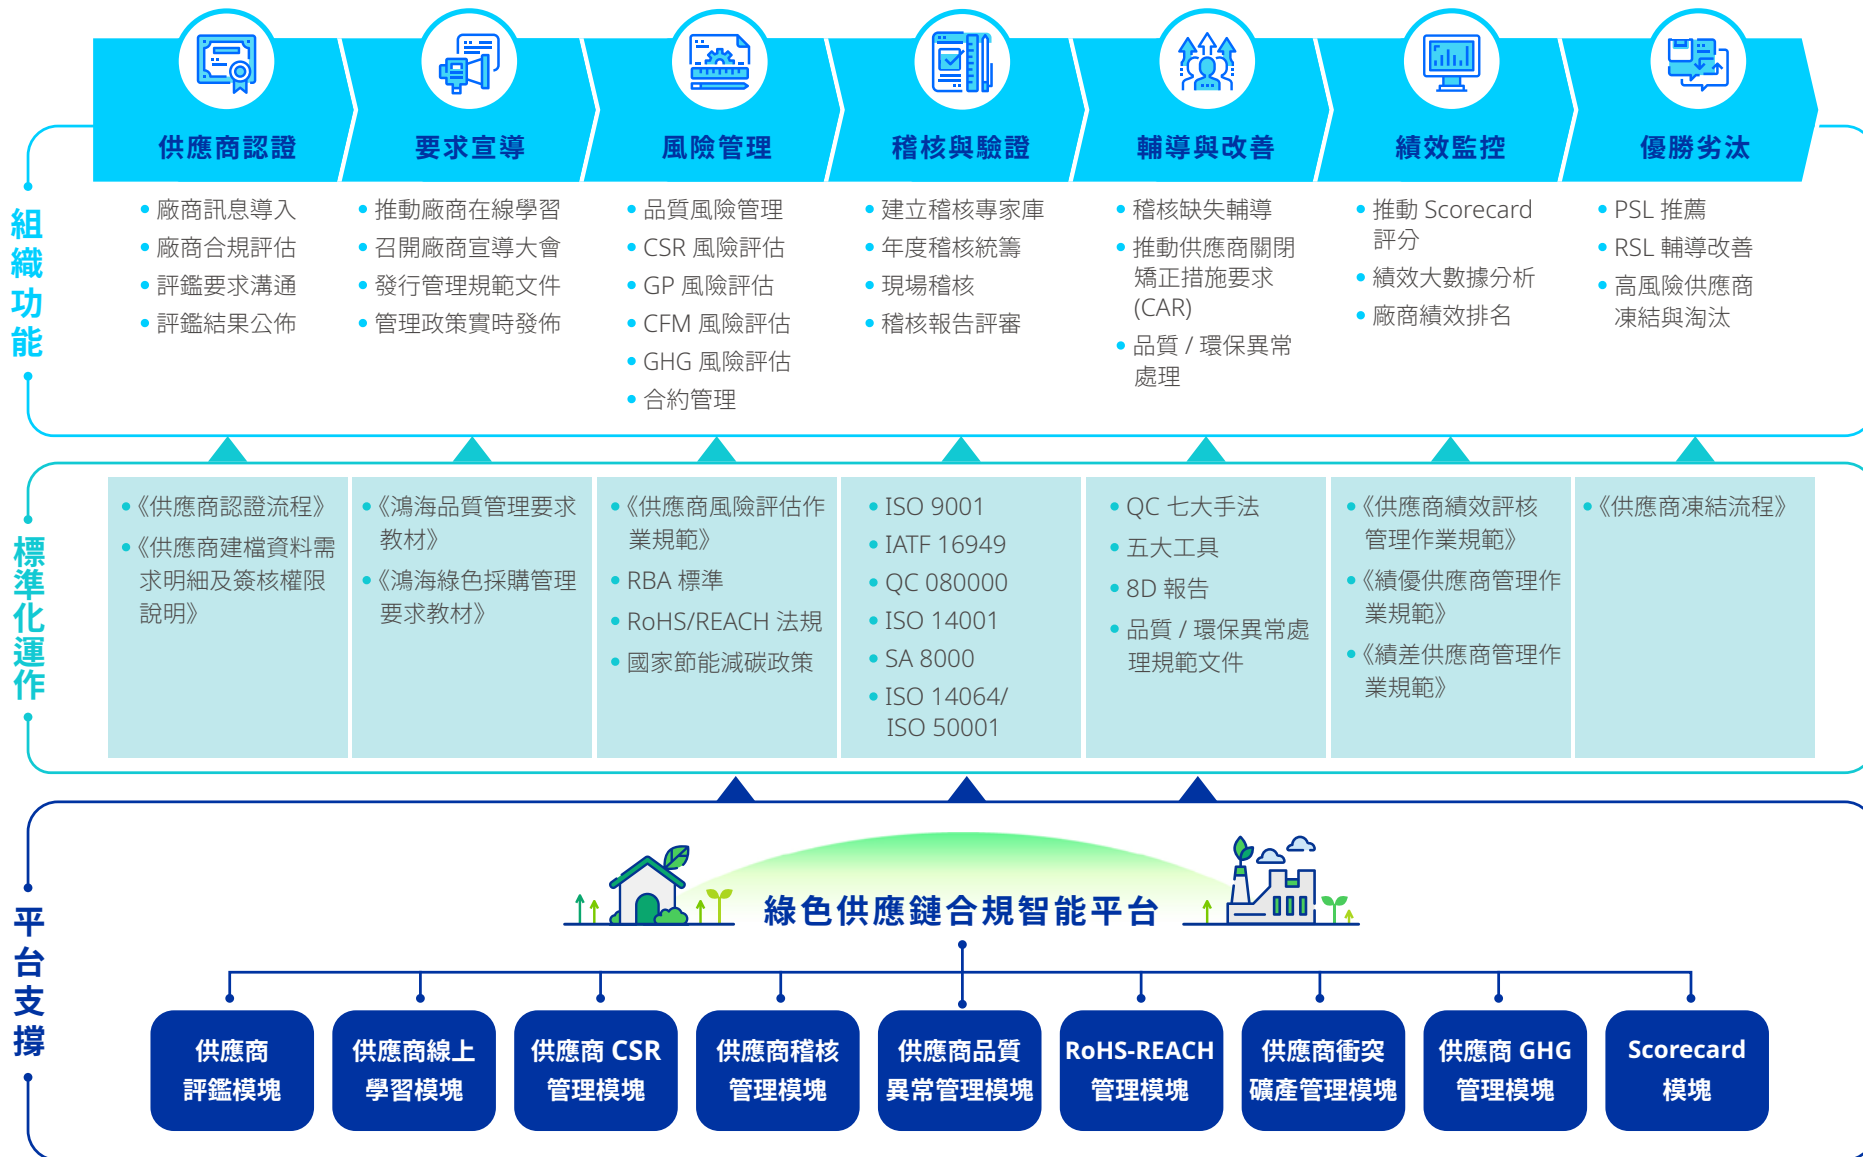 供應商認證
要求宣導
風險管理
稽核與驗證
輔導與改善
績效監控
優勝劣汰
組織功能
• 廠商訊息導入
• 廠商合規評估
• 評鑑要求溝通
• 評鑑結果公佈
• 推動廠商在線學習
• 召開廠商宣導大會
• 發行管理規範文件
• 管理政策實時發佈
• 品質風險管理
• CSR 風險評估
• GP 風險評估
• CFM 風險評估
• GHG 風險評估
• 合約管理
• 建立稽核專家庫
• 年度稽核統籌
• 現場稽核
• 稽核報告評審
• 稽核缺失輔導
• 推動供應商關閉
矯正措施要求
(CAR)
• 品質 / 環保異常
處理
• 推動 Scorecard
評分
• 績效大數據分析
• 廠商績效排名
• PSL 推薦
• RSL 輔導改善
• 高風險供應商
凍結與淘汰
標準化運作
•《供應商認證流程》
•《供應商建檔資料需
求明細及簽核權限
說明》
•《鴻海品質管理要求
教材》
•《鴻海綠色採購管理
要求教材》
•《供應商風險評估作
業規範》
• RBA 標準
• RoHS/REACH 法規
• 國家節能減碳政策
• ISO 9001
• IATF 16949
• QC 080000
• ISO 14001
• SA 8000
• ISO 14064/
ISO 50001
• QC 七大手法
• 五大工具
• 8D 報告
• 品質 / 環保異常處
理規範文件
•《供應商績效評核
管理作業規範》
•《績優供應商管理作
業規範》
•《績差供應商管理作
業規範》
•《供應商凍結流程》
平台支撐
綠色供應鏈合規智能平台
供應商
評鑑模塊
供應商線上
學習模塊
供應商 CSR
管理模塊
供應商稽核
管理模塊
供應商品質
異常管理模塊
RoHS-REACH
管理模塊
供應商衝突
礦產管理模塊
供應商 GHG
管理模塊
Scorecard
模塊